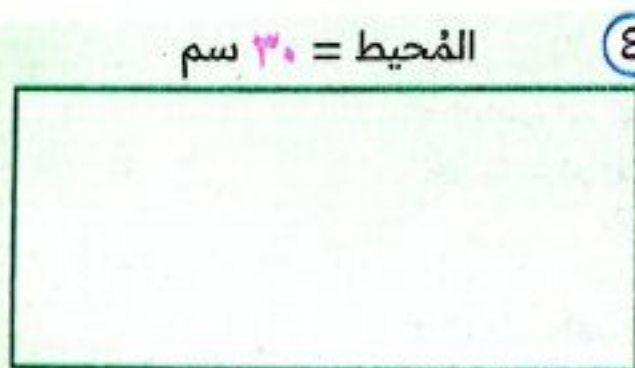 ٤ المُحيط = ٣٠ سم